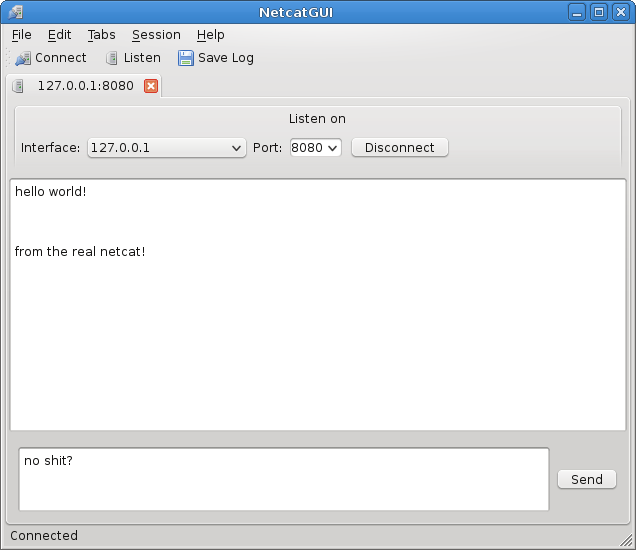 NetcatGUI
File Edit Tabs Session Help
Connect Listen Save Log
127.0.0.1:8080
Listen on
Interface: 127.0.0.1 Port: 8080 Disconnect
hello world!
from the real netcat!
no shit?
Send
Connected